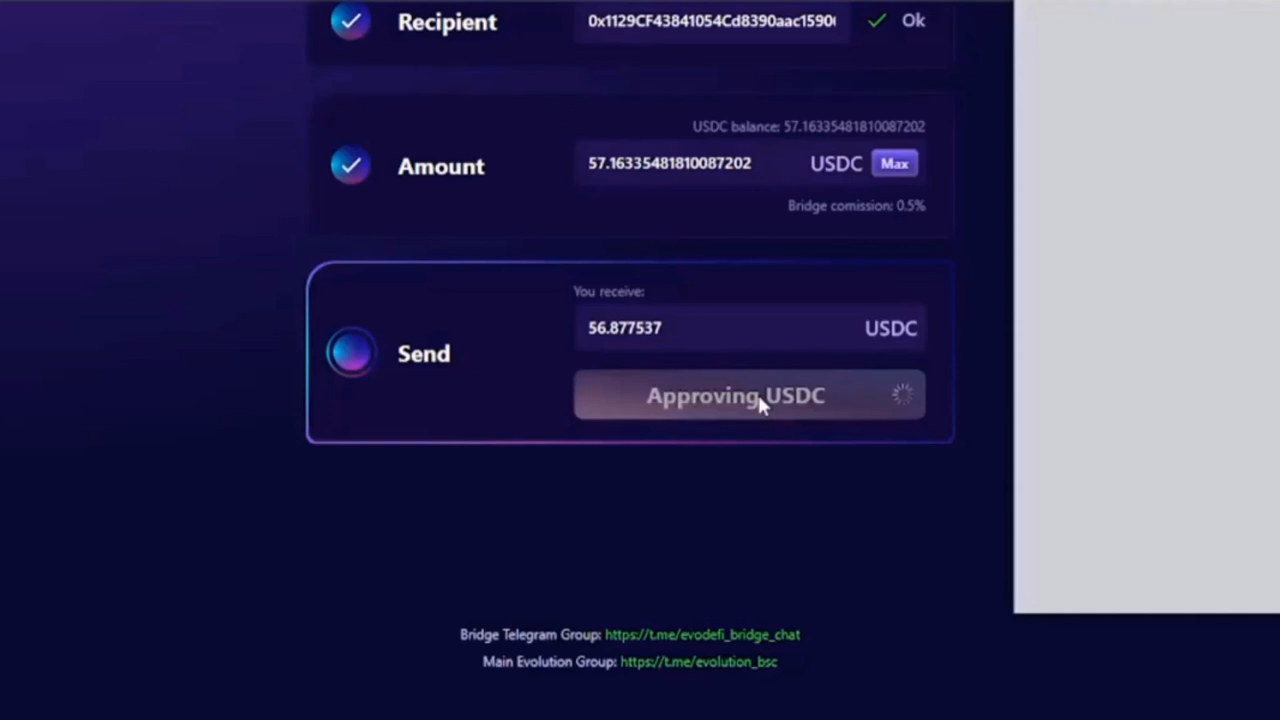 Recipient
0x1129CF43841054Cd8390aac1590
Ok
USDC balance: 57.16335481810087202
Amount
57.16335481810087202
USDC
Max
Bridge comission: 0.5%
You receive:
56.877537
USDC
Send
Approving USDC
Bridge Telegram Group: https://t.me/evodefi_bridge_chat
Main Evolution Group: https://t.me/evolution_bsc